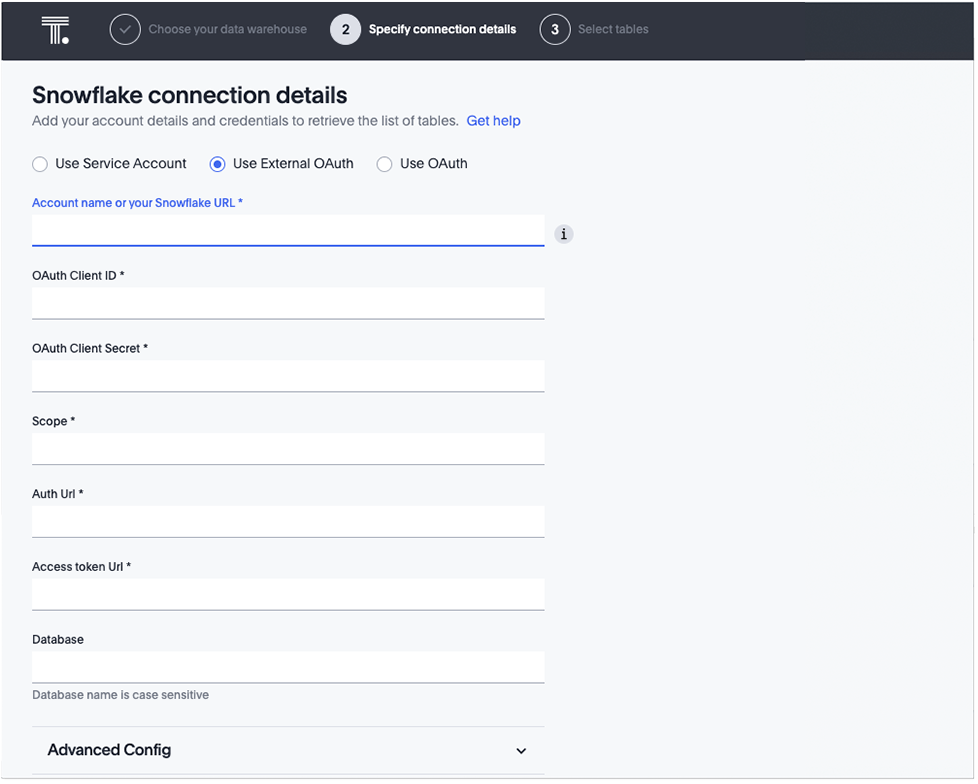 T.
Choose your data warehouse 2 Specify connection details 3 Select tables
Snowflake connection details
Add your account details and credentials to retrieve the list of tables. Get help
Use Service Account Use External OAuth Use OAuth
Account name or your Snowflake URL *
i
OAuth Client ID *
OAuth Client Secret *
Scope *
Auth Url *
Access token Url *
Database
Database name is case sensitive
Advanced Config